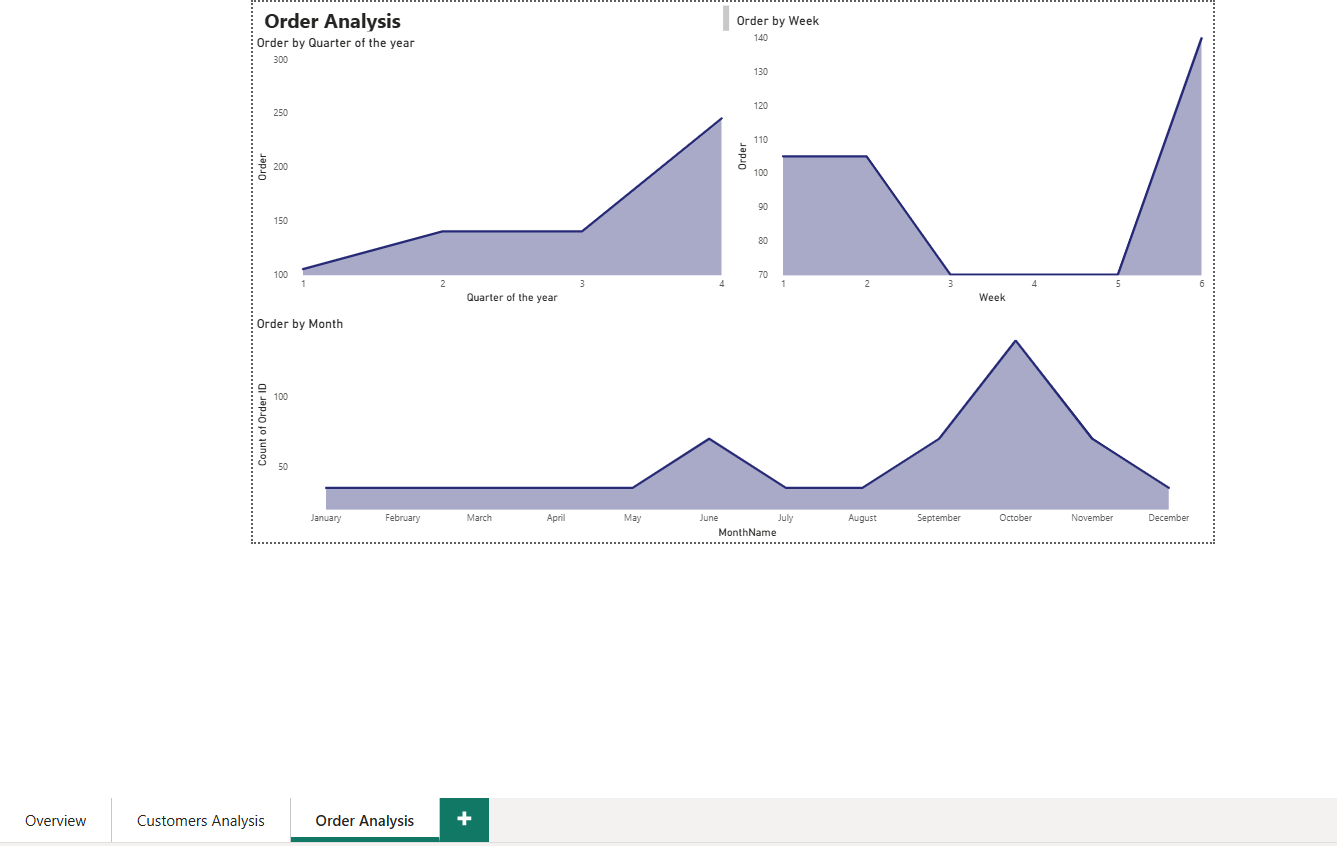 Order Analysis
Order by Quarter of the year
300
250
200
150
100
Order
1 2 3 4
Quarter of the year
Order by Week
140
130
120
110
100
90
80
70
Order
1 2 3 4 5 6
Week
Order by Month
100
50
Count of Order ID
January February March April May June July August September October November December
MonthName
Overview Customers Analysis Order Analysis +